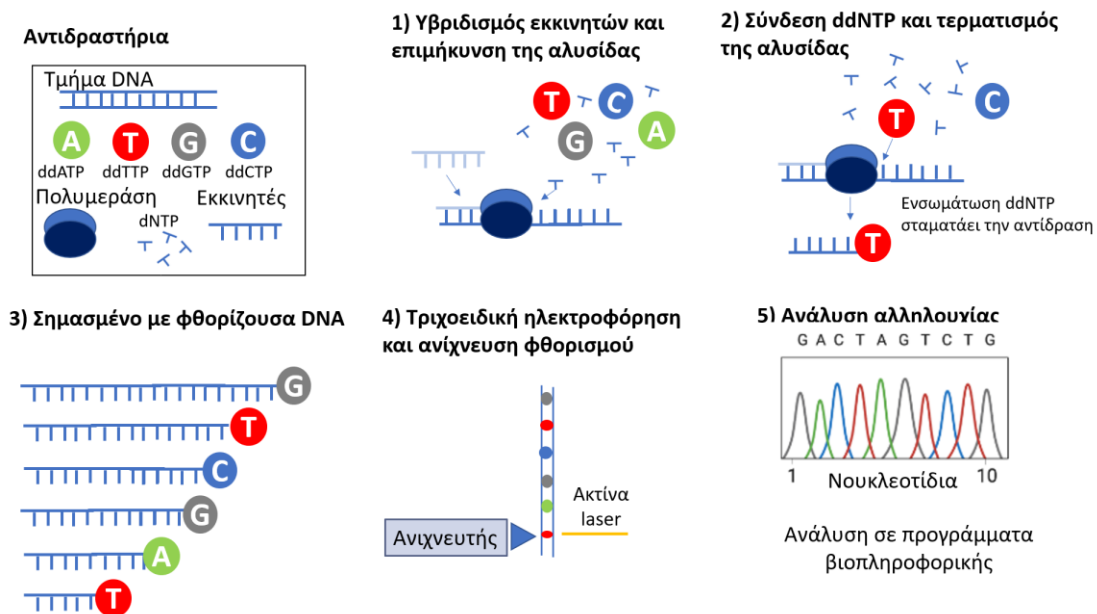 Αντιδραστήρια
Τμήμα DNA
A T G C
ddATP ddTTP ddGTP ddCTP
Πολυμεράση
dNTP
Εκκινητές
1) Υβριδισμός εκκινητών και
επιμήκυνση της αλυσίδας
T C
G A
2) Σύνδεση ddNTP και τερματισμός
της αλυσίδας
C
T
Ενσωμάτωση ddNTP
σταματάει την αντίδραση
T
3) Σημασμένο με φθορίζουσα DNA
G
T
C
G
A
T
4) Τριχοειδική ηλεκτροφόρηση
και ανίχνευση φθορισμού
Ακτίνα
laser
Ανιχνευτής
5) Ανάλυση αλληλουχίας
G A C T A G T C T G
1 10
Νουκλεοτίδια
Ανάλυση σε προγράμματα
βιοπληροφορικής